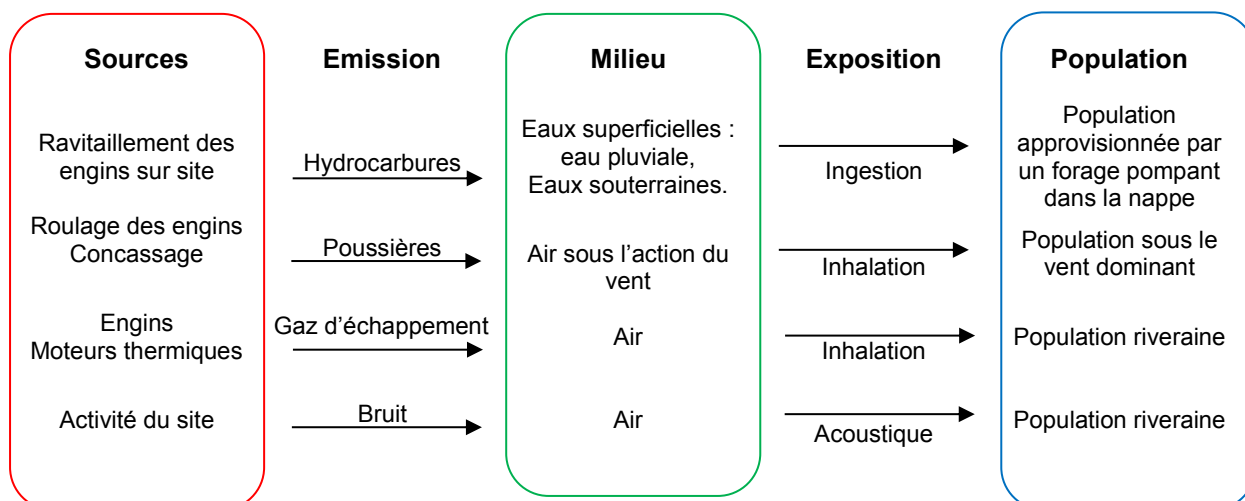 Sources
Emission
Milieu
Exposition
Population
Ravitaillement des
engins sur site
Hydrocarbures
Eaux superficielles :
eau pluviale,
Eaux souterraines.
Ingestion
Population
approvisionnée par
un forage pompant
dans la nappe
Roulage des engins
Concassage
Poussières
Air sous l’action du
vent
Inhalation
Population sous le
vent dominant
Engins
Moteurs thermiques
Gaz d’échappement
Air
Inhalation
Population riveraine
Activité du site
Bruit
Air
Acoustique
Population riveraine